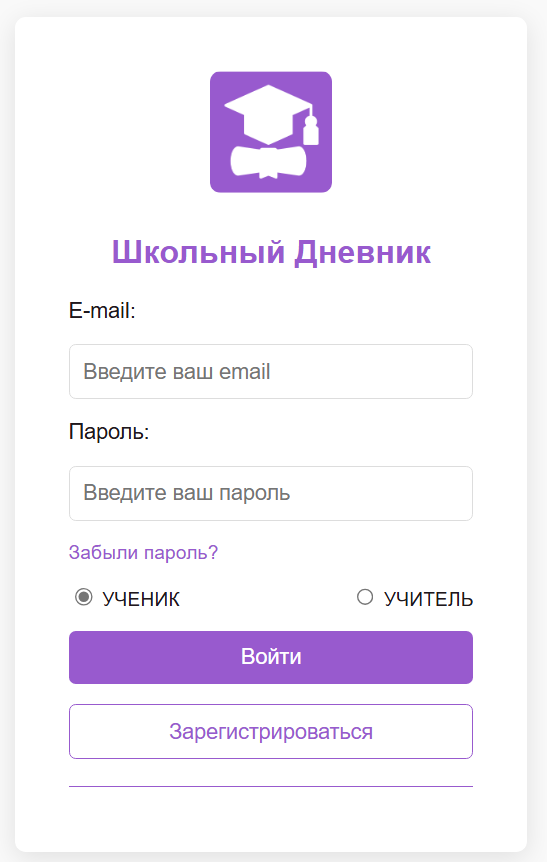 Школьный Дневник
E-mail:
Введите ваш email
Пароль:
Введите ваш пароль
Забыли пароль?
УЧЕНИК УЧИТЕЛЬ
Войти
Зарегистрироваться